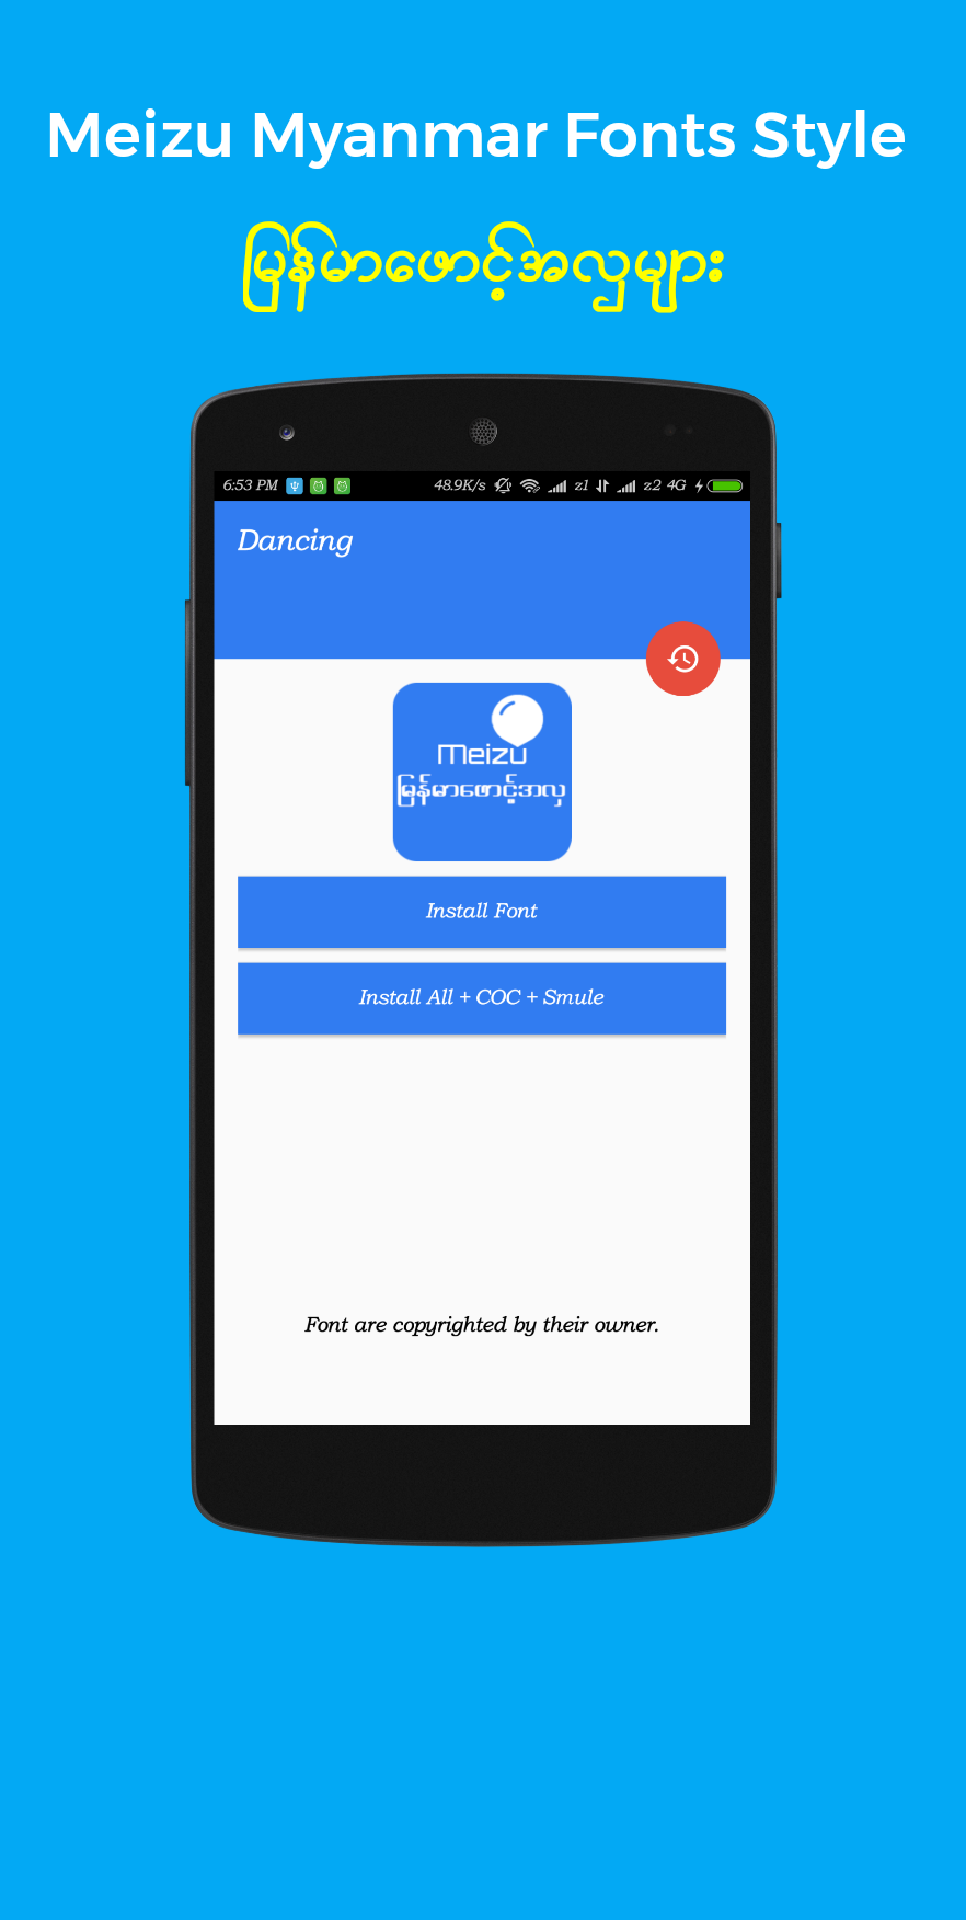 Meizu Myanmar Fonts Style
မြန်မာဖောင့်အလှများ
6:53 PM 48.9K/s z1 z2 4G
Dancing
Meizu
မြန်မာဖောင့်အလှ
Install Font
Install All + COC + Smule
Font are copyrighted by their owner.